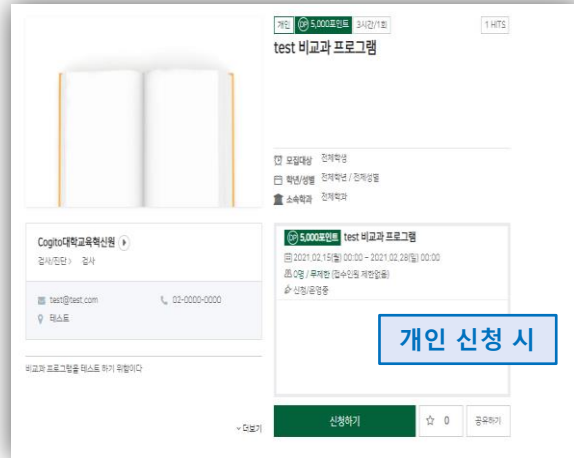 개인 DP 5,000포인트 3시간/1회 1 HITS
test 비교과 프로그램
모집대상 전체학생
학년/성별 전체학년 / 전체성별
소속학과 전체학과
Cogito대학교육혁신원
검사/진단 > 검사
test@test.com 02-0000-0000
테스트
비교과 프로그램을 테스트 하기 위함이다
더보기
DP 5,000포인트 test 비교과 프로그램
2021.02.15(월) 00:00 ~ 2021.02.28(일) 00:00
0명 / 무제한 (접수인원 제한없음)
신청/운영중
개인 신청 시
신청하기 0 공유하기